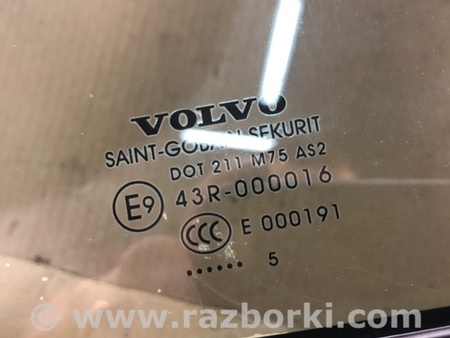 VOLVO
SAINT-GOBAIN SEKURIT
DOT 211 M75 AS2
E9 43R-000016
CCC E 000191
...... 5
© www.razborki.com